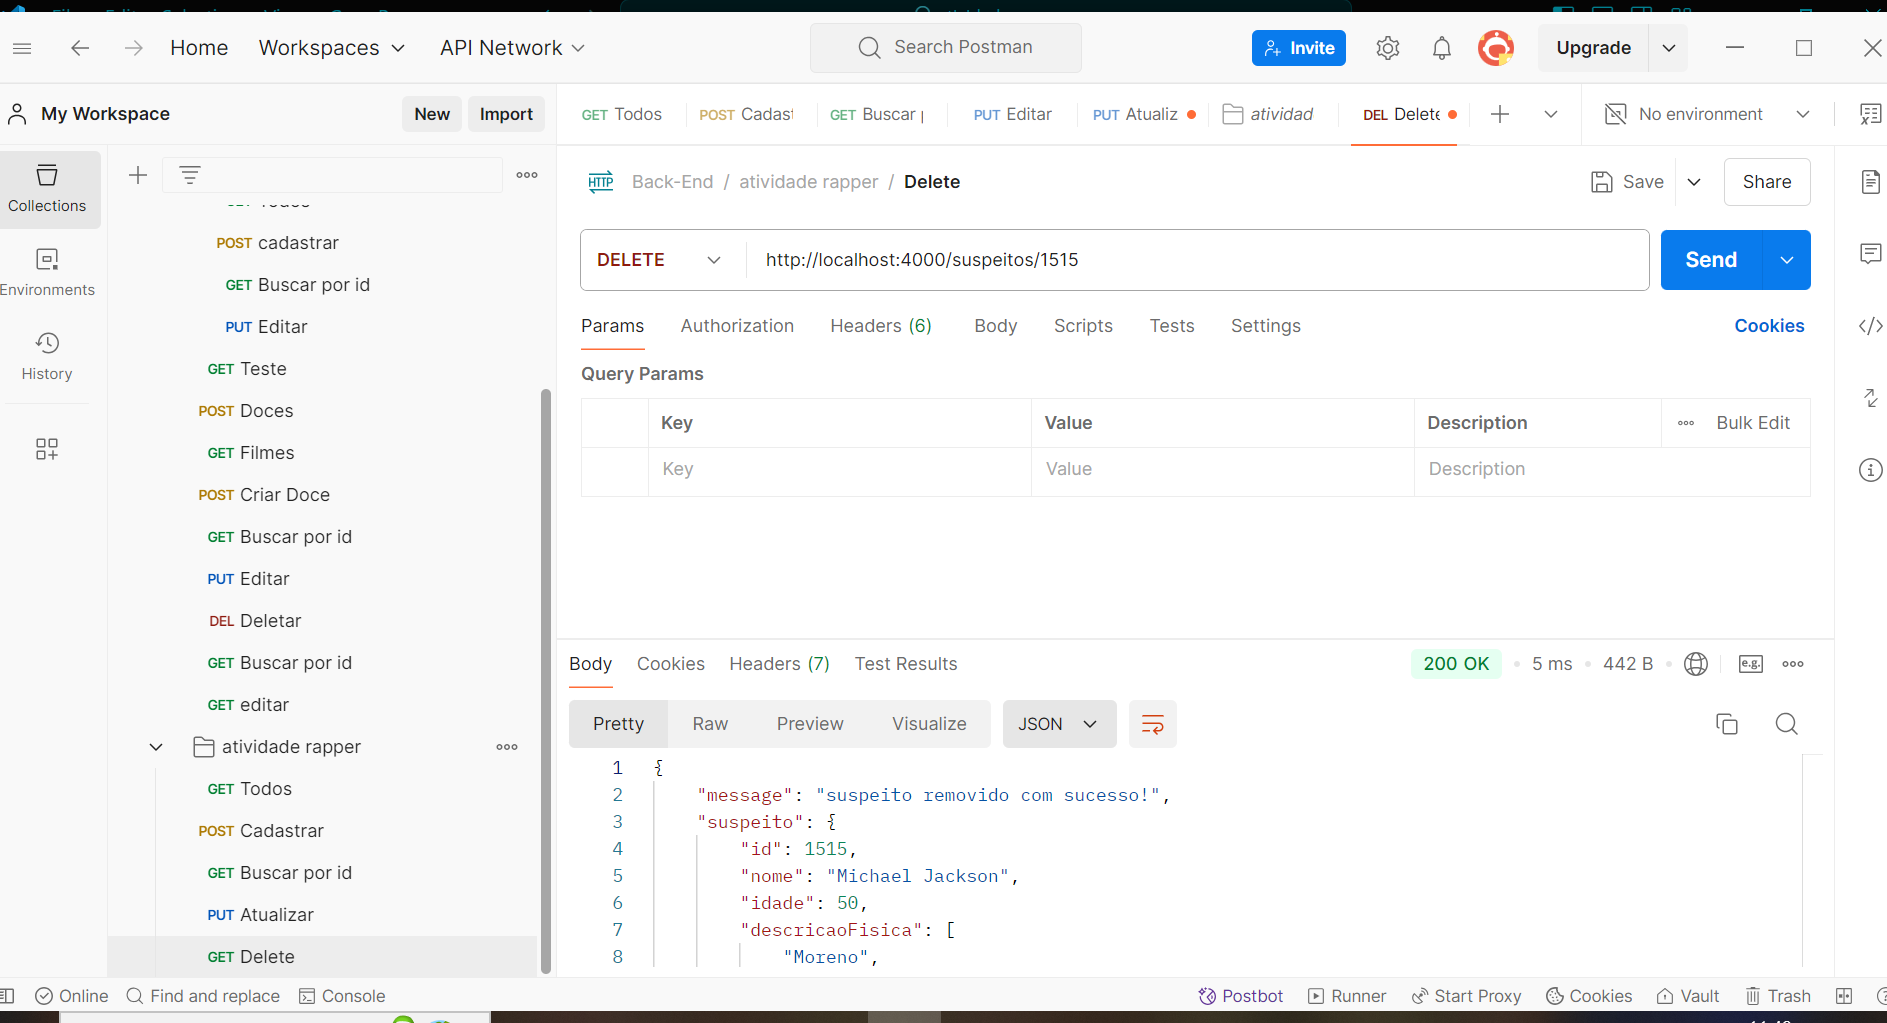 Home Workspaces API Network Search Postman Invite Upgrade
My Workspace New Import GET Todos POST Cadast GET Buscar PUT Editar PUT Atualiz atividad DEL Delete No environment
Collections
Environments
History
POST cadastrar
GET Buscar por id
PUT Editar
GET Teste
POST Doces
GET Filmes
POST Criar Doce
GET Buscar por id
PUT Editar
DEL Deletar
GET Buscar por id
GET editar
atividade rapper
GET Todos
POST Cadastrar
GET Buscar por id
PUT Atualizar
GET Delete
HTTP Back-End / atividade rapper / Delete Save Share
DELETE http://localhost:4000/suspeitos/1515 Send
Params Authorization Headers (6) Body Scripts Tests Settings Cookies
Query Params
Key Value Description Bulk Edit
Key Value Description
Body Cookies Headers (7) Test Results 200 OK 5 ms 442 B e.g.
Pretty Raw Preview Visualize JSON
1 {
2 "message": "suspeito removido com sucesso!",
3 "suspeito": {
4 "id": 1515,
5 "nome": "Michael Jackson",
6 "idade": 50,
7 "descricaoFisica": [
8 "Moreno",
Online Find and replace Console Postbot Runner Start Proxy Cookies Vault Trash